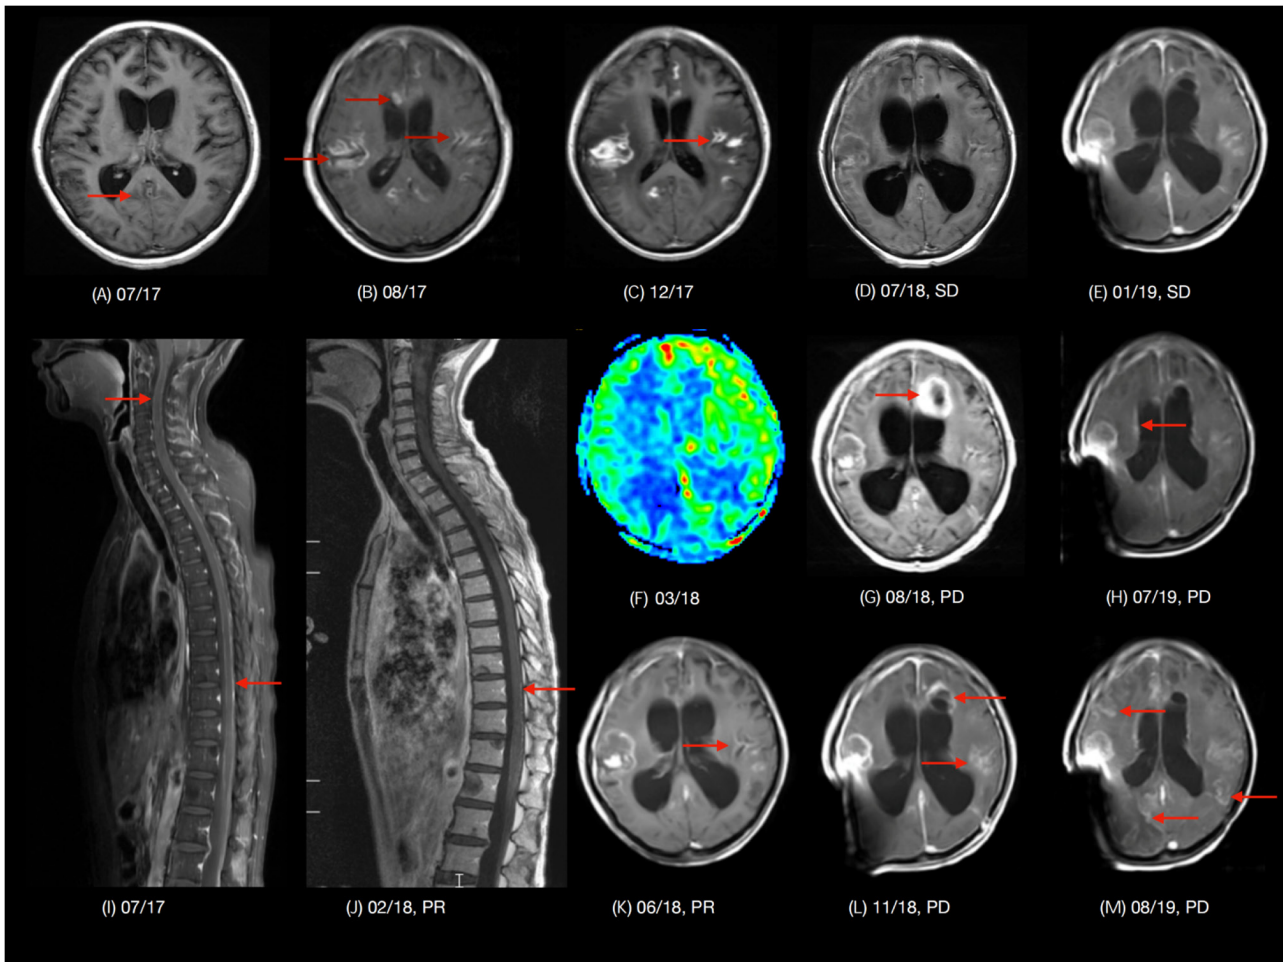 (A) 07/17
(B) 08/17
(C) 12/17
(D) 07/18, SD
(E) 01/19, SD
(F) 03/18
(G) 08/18, PD
(H) 07/19, PD
(I) 07/17
(J) 02/18, PR
(K) 06/18, PR
(L) 11/18, PD
(M) 08/19, PD